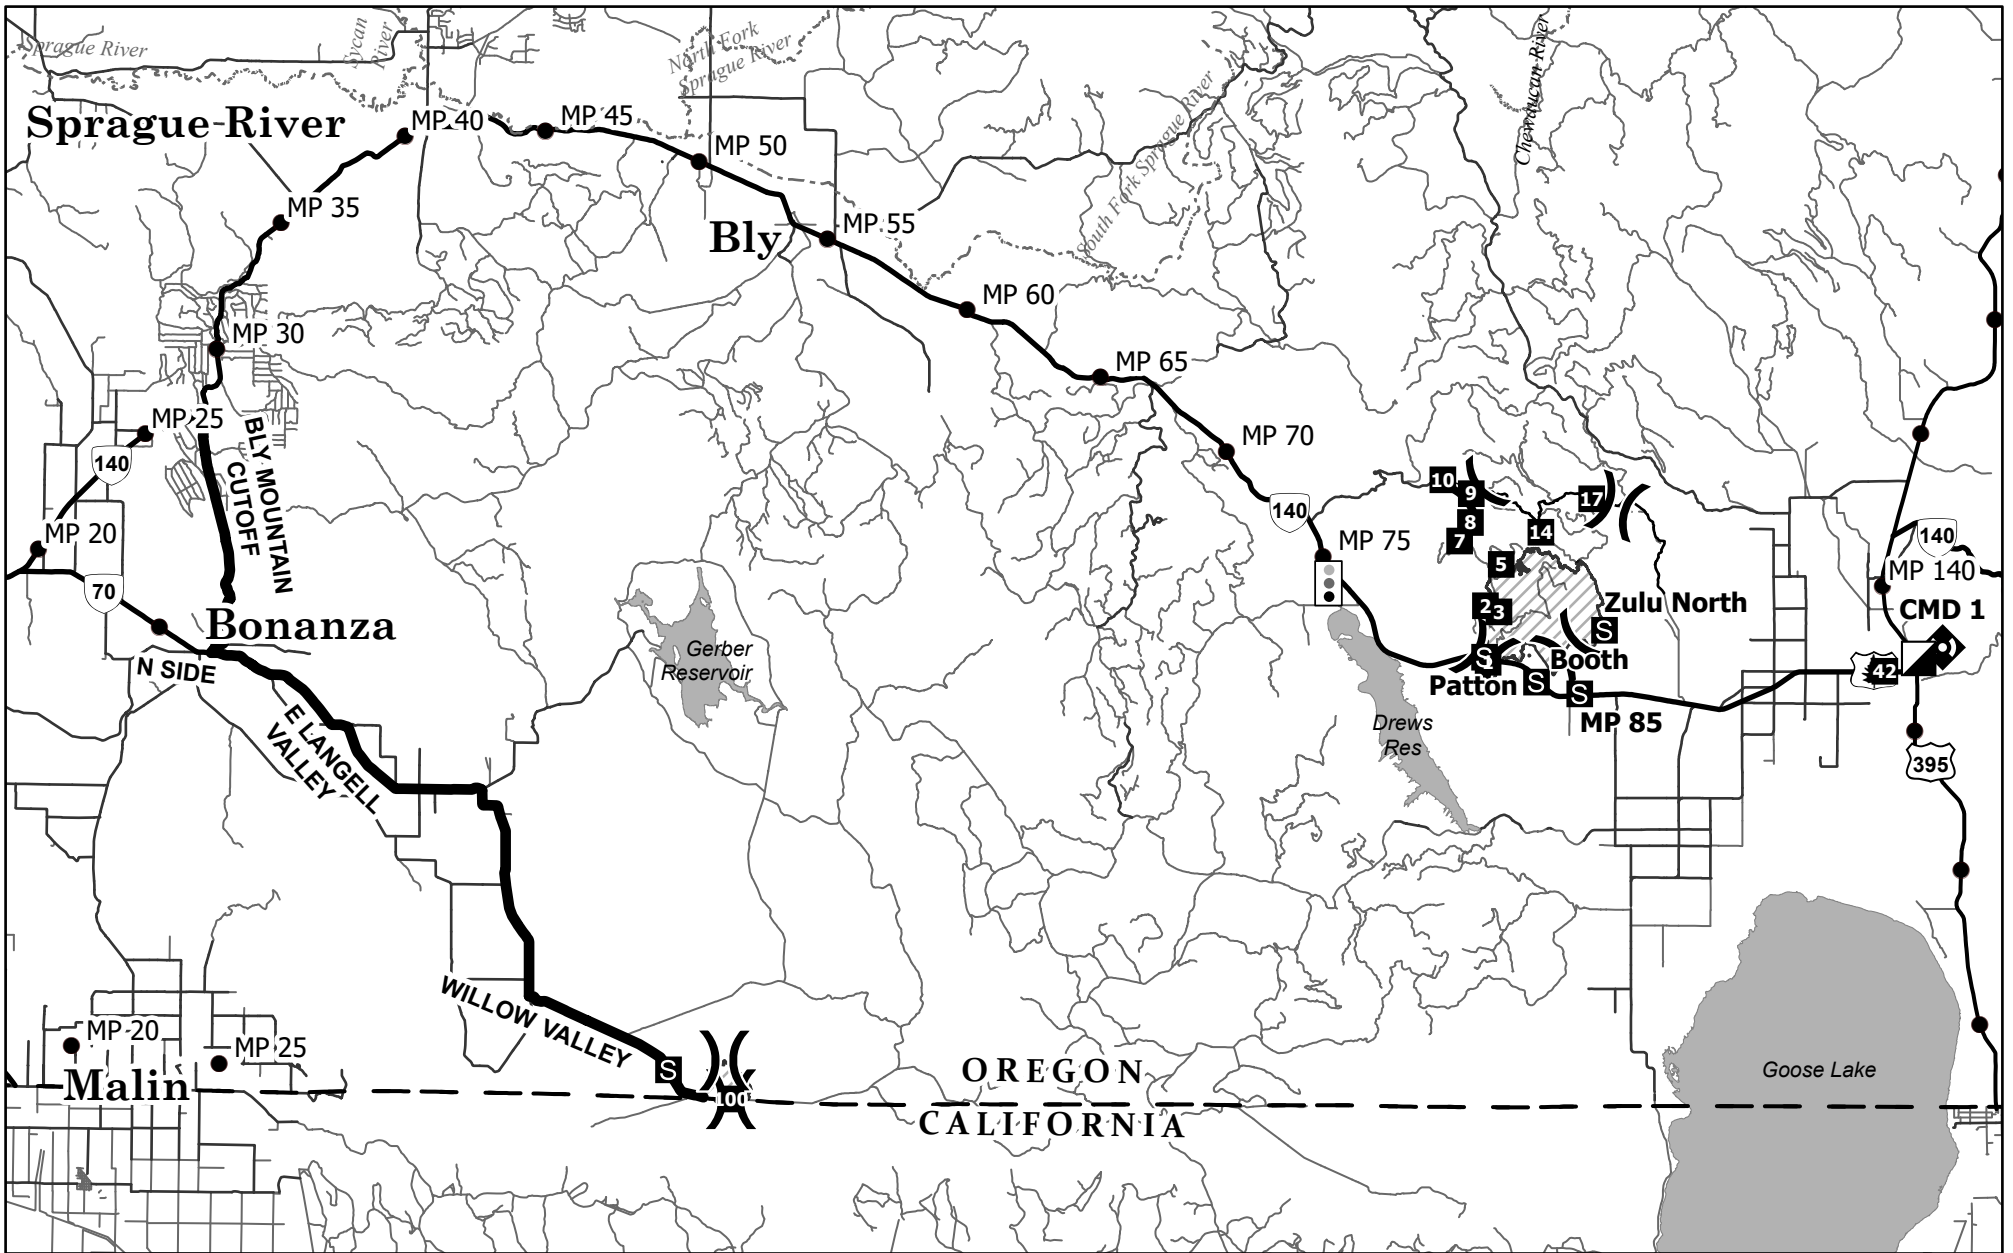 Sprague River
Sycan
River
North Fork
Sprague River
South Fork Sprague River
Chewaucan River
Sprague River
MP 40
MP 45
MP 50
MP 35
Bly
MP 55
MP 60
MP 30
MP 65
MP 25
MP 70
140
BLY MOUNTAIN
CUTOFF
10
9
17
8
14
7
140
MP 75
5
MP 20
140
MP 140
70
2
3
Zulu North
CMD 1
Bonanza
S
N SIDE
Gerber
Reservoir
S
Booth
Patton
S
S
42
MP 85
E LANGELL
VALLEY
Drews
Res
395
WILLOW VALLEY
MP 20
MP 25
Malin
S
100
OREGON
CALIFORNIA
Goose Lake